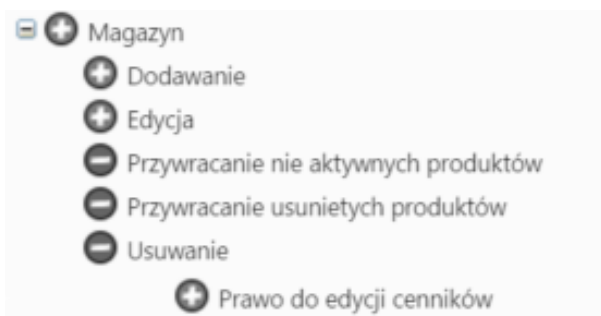 Magazyn
Dodawanie
Edycja
Przywracanie nie aktywnych produktów
Przywracanie usunietych produktów
Usuwanie
Prawo do edycji cenników